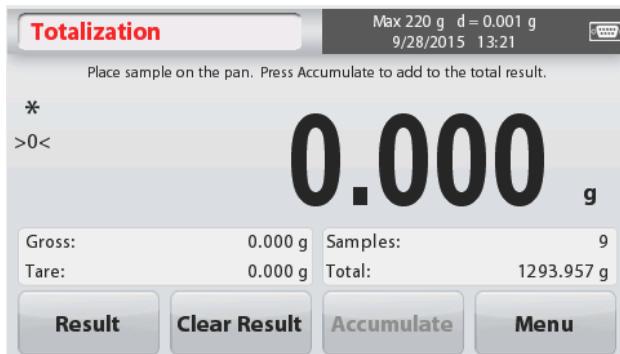 Totalization
Max 220 g  d = 0.001 g
9/28/2015  13:21
Place sample on the pan. Press Accumulate to add to the total result.
*
>0<
0.000 g
Gross: 0.000 g
Tare: 0.000 g
Samples: 9
Total: 1293.957 g
Result
Clear Result
Accumulate
Menu